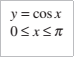 y = cos x
0 ≤ x ≤ π